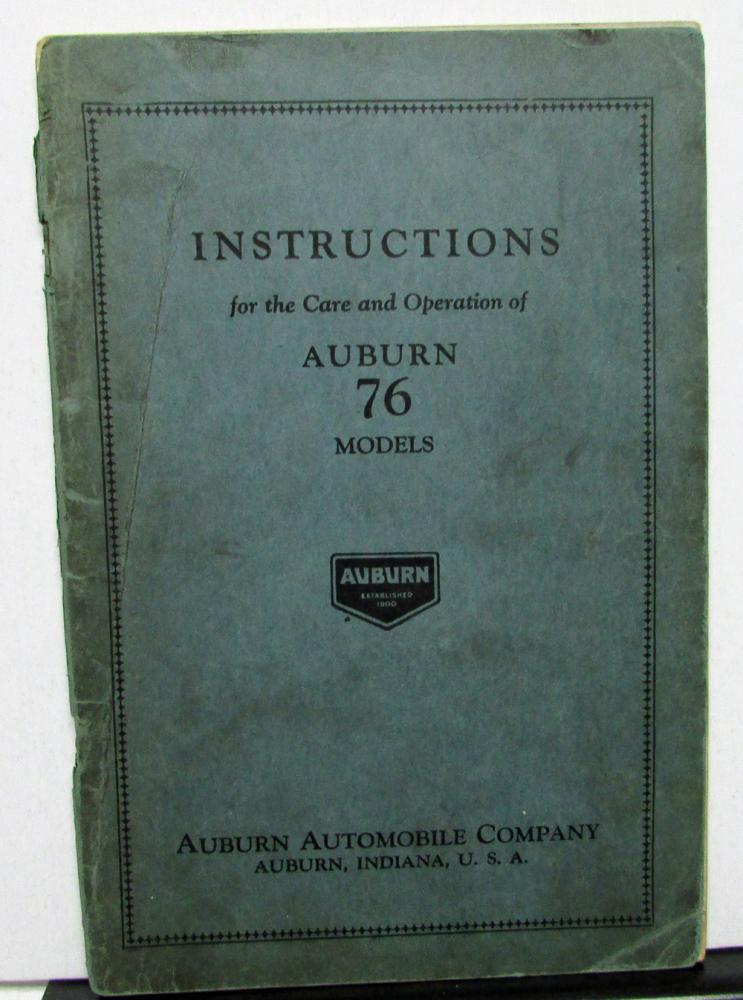 INSTRUCTIONS
for the Care and Operation of
AUBURN
76
MODELS
AUBURN
ESTABLISHED
1900
AUBURN AUTOMOBILE COMPANY
AUBURN, INDIANA, U. S. A.